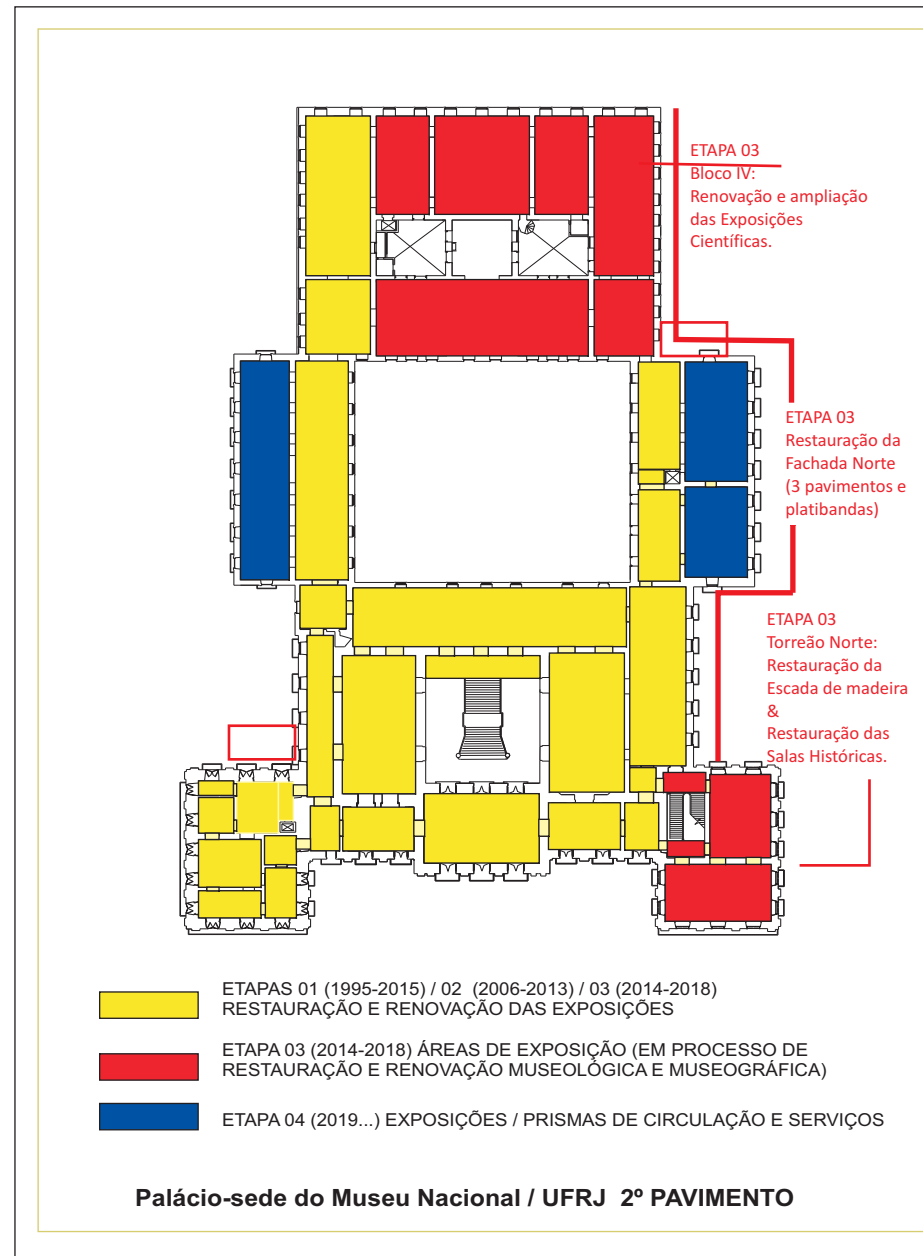 ETAPA 03
Bloco IV:
Renovação e ampliação
das Exposições
Científicas.
ETAPA 03
Restauração da
Fachada Norte
(3 pavimentos e
platibandas)
ETAPA 03
Torreão Norte:
Restauração da
Escada de madeira
&
Restauração das
Salas Históricas.
ETAPAS 01 (1995-2015) / 02 (2006-2013) / 03 (2014-2018)
RESTAURAÇÃO E RENOVAÇÃO DAS EXPOSIÇÕES
ETAPA 03 (2014-2018) ÁREAS DE EXPOSIÇÃO (EM PROCESSO DE
RESTAURAÇÃO E RENOVAÇÃO MUSEOLÓGICA E MUSEOGRÁFICA)
ETAPA 04 (2019...) EXPOSIÇÕES / PRISMAS DE CIRCULAÇÃO E SERVIÇOS
Palácio-sede do Museu Nacional / UFRJ 2º PAVIMENTO